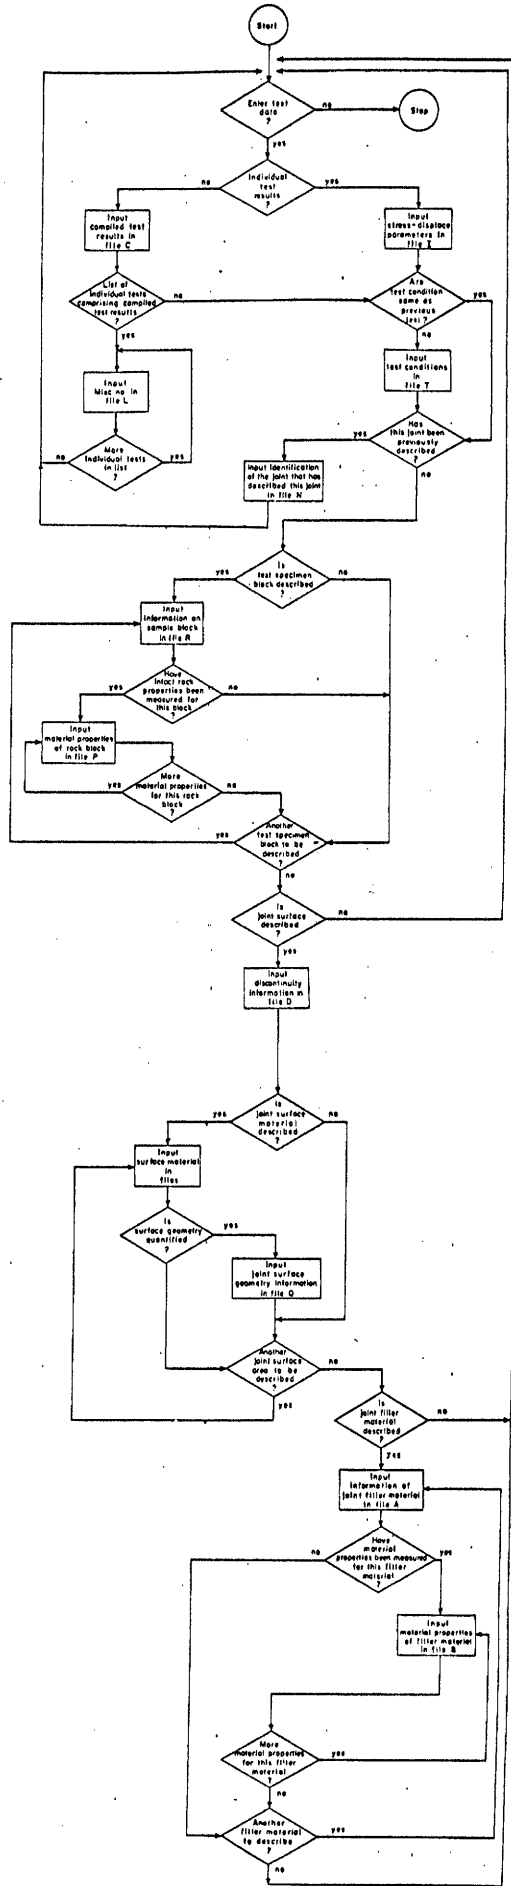 Start
Enter test
data
?
no
Stop
yes
Individual
test
results
?
no
yes
Input
compiled test
results in
file C
Input
stress-displace
parameters in
file I
List of
individual tests
comprising compiled
test results
?
no
Are
test condition
same as
previous
test?
yes
yes
no
Input
Misc no. in
file L
Input
test conditions
in
file T
More
individual tests
in list
?
no
yes
Has
this joint been
previously
described
?
yes
no
Input Identification
of the joint that has
described this joint
in file N
Is
test specimen
block described
?
yes
no
Input
information on
sample block
in file R
Have
intact rock
properties been
measured for
this block
?
yes
no
Input
material properties
of rock block
in file P
More
material properties
for this rock
block
?
yes
no
Another
test specimen
block to be
described
?
yes
no
Is
joint surface
described
?
no
yes
Input
discontinuity
information in
file D
Is
joint surface
material
described
?
yes
no
Input
surface material
in
files
Is
surface geometry
quantified
?
yes
Input
joint surface
geometry information
in file Q
Another
joint surface
area to be
described
?
no
yes
Is
joint filler
material
described
?
no
yes
Input
information of
joint filler material
in file A
Have
material
properties been measured
for this filler
material
?
no
yes
Input
material properties
of filler material
in file B
More
material properties
for this filler
material
?
yes
no
Another
filler material
to describe
?
yes
no